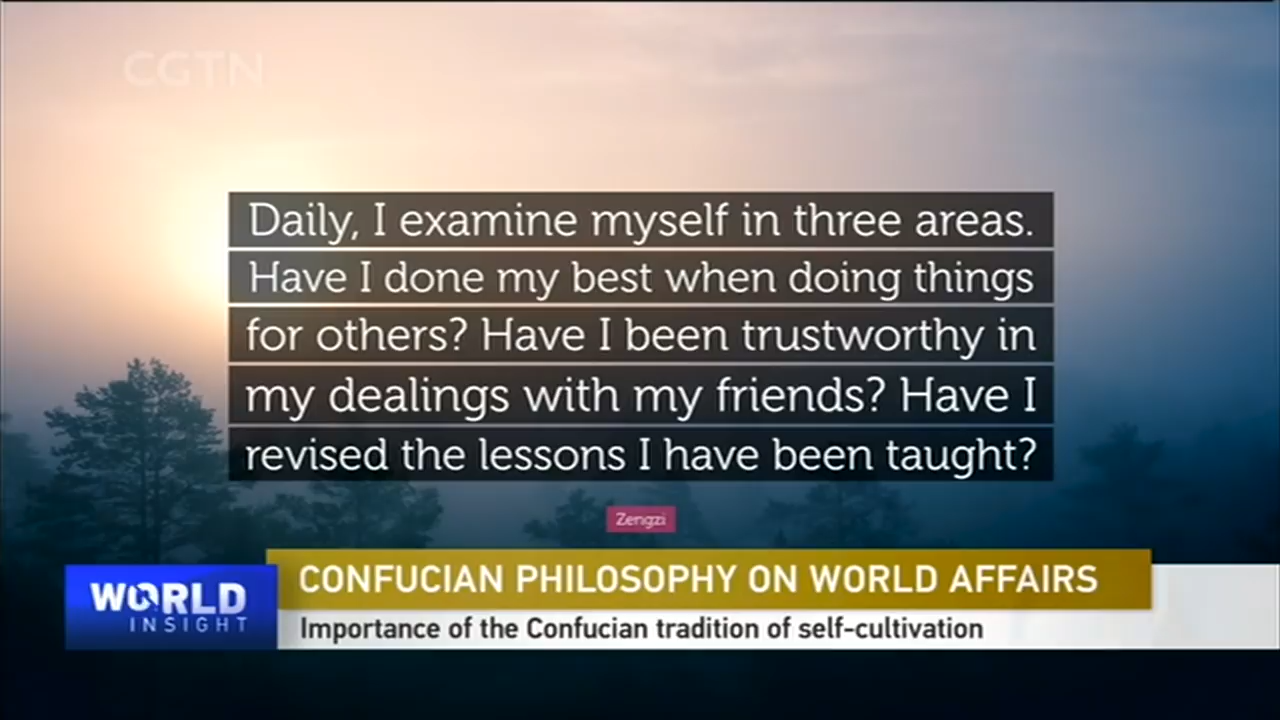 CGTN
Daily, I examine myself in three areas.
Have I done my best when doing things
for others? Have I been trustworthy in
my dealings with my friends? Have I
revised the lessons I have been taught?
Zengzi
CONFUCIAN PHILOSOPHY ON WORLD AFFAIRS
WORLD
INSIGHT
Importance of the Confucian tradition of self-cultivation